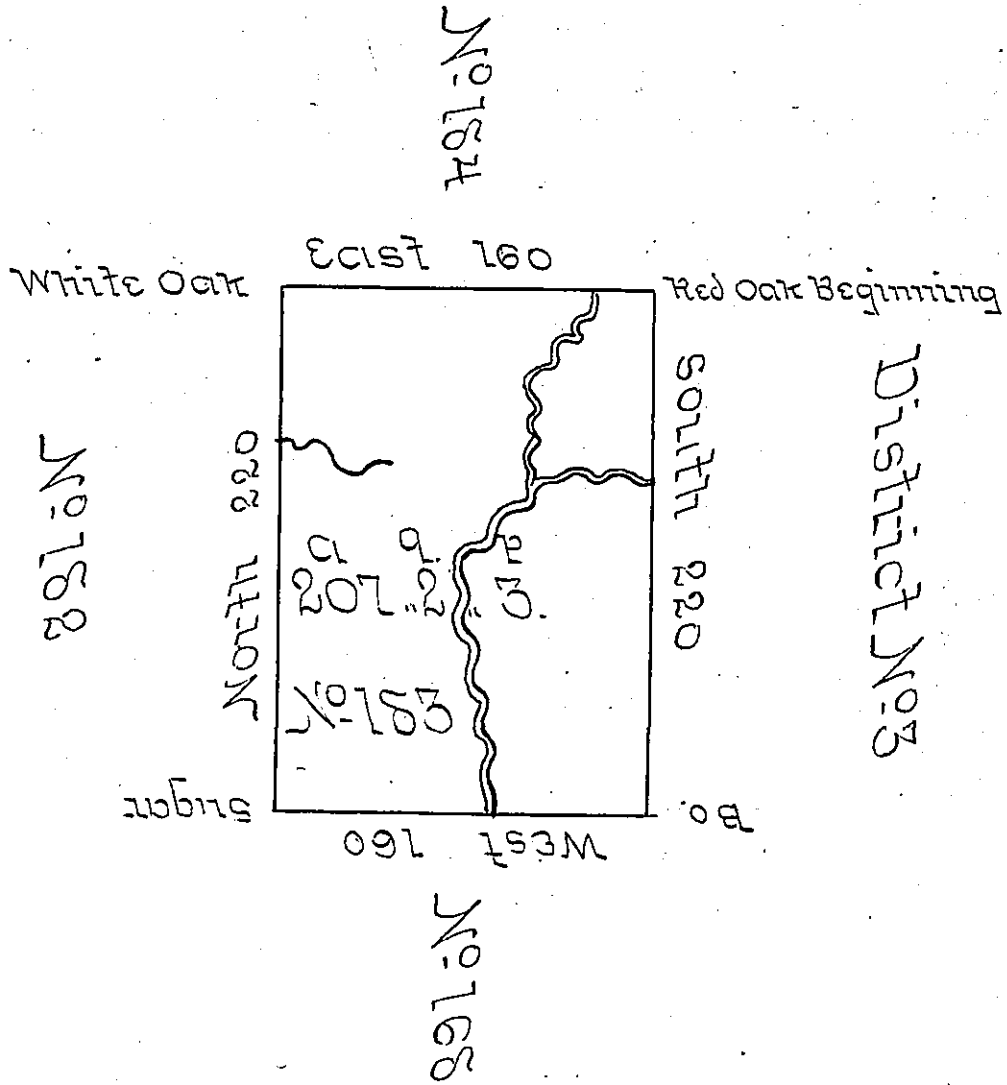 No 184
East 160
White Oak
Red Oak Beginning
No 182
North 220
South 220
District No 3
a q. p
207 „ 2 „ 3.
No 183
Sugar
Bo.
West 160
No 168